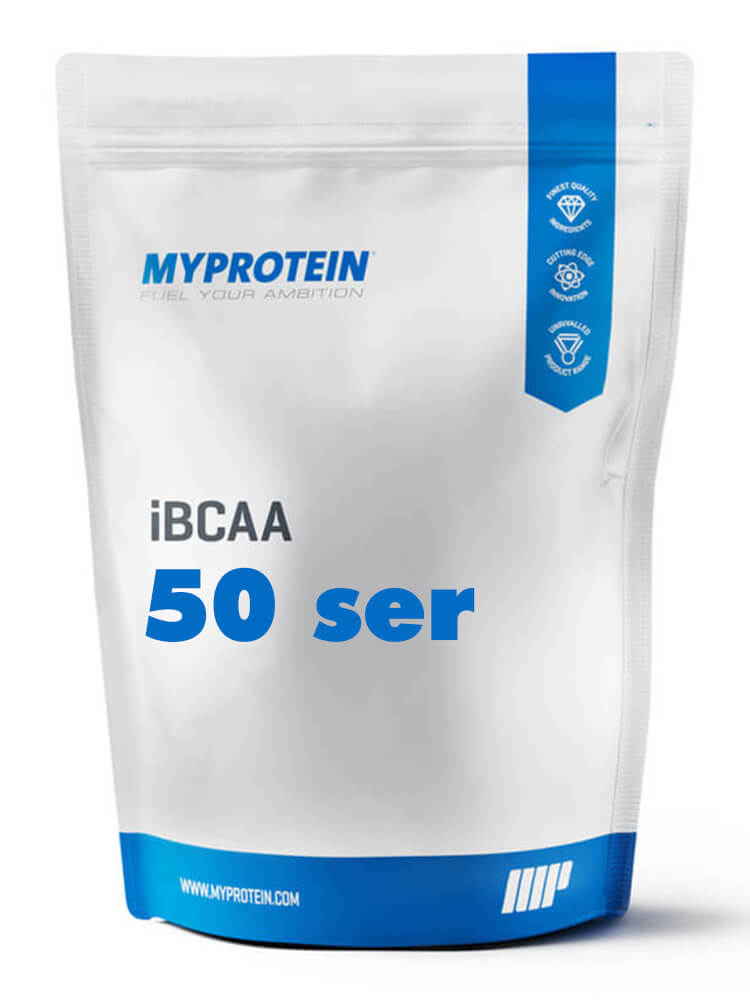 FINEST QUALITY
INGREDIENTS
CUTTING EDGE
INNOVATION
UNRIVALLED
PRODUCT RANGE
MYPROTEIN
FUEL YOUR AMBITION
iBCAA
50 ser
WWW.MYPROTEIN.COM
MP